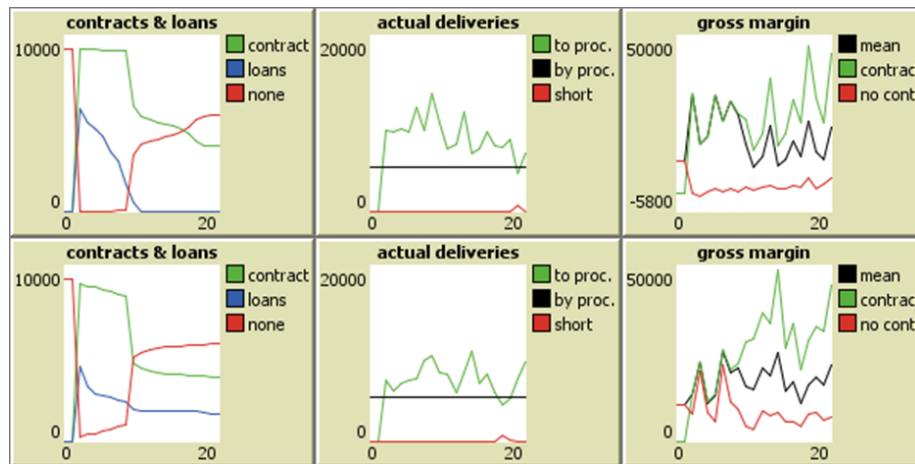 contracts & loans
10000
0
0
20
contract
loans
none
actual deliveries
20000
0
0
20
to proc.
by proc.
short
gross margin
50000
-5800
0
20
mean
contrac
no cont
contracts & loans
10000
0
0
20
contract
loans
none
actual deliveries
20000
0
0
20
to proc.
by proc.
short
gross margin
50000
0
0
20
mean
contrac
no cont